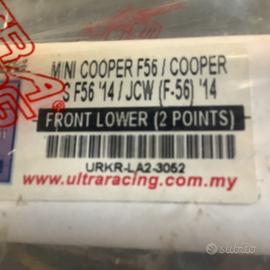 MINI COOPER F56 / COOPER
S F56 '14 / JCW (F-56) '14
FRONT LOWER (2 POINTS)
URKR-LA2-3052
www.ultraracing.com.my
subito